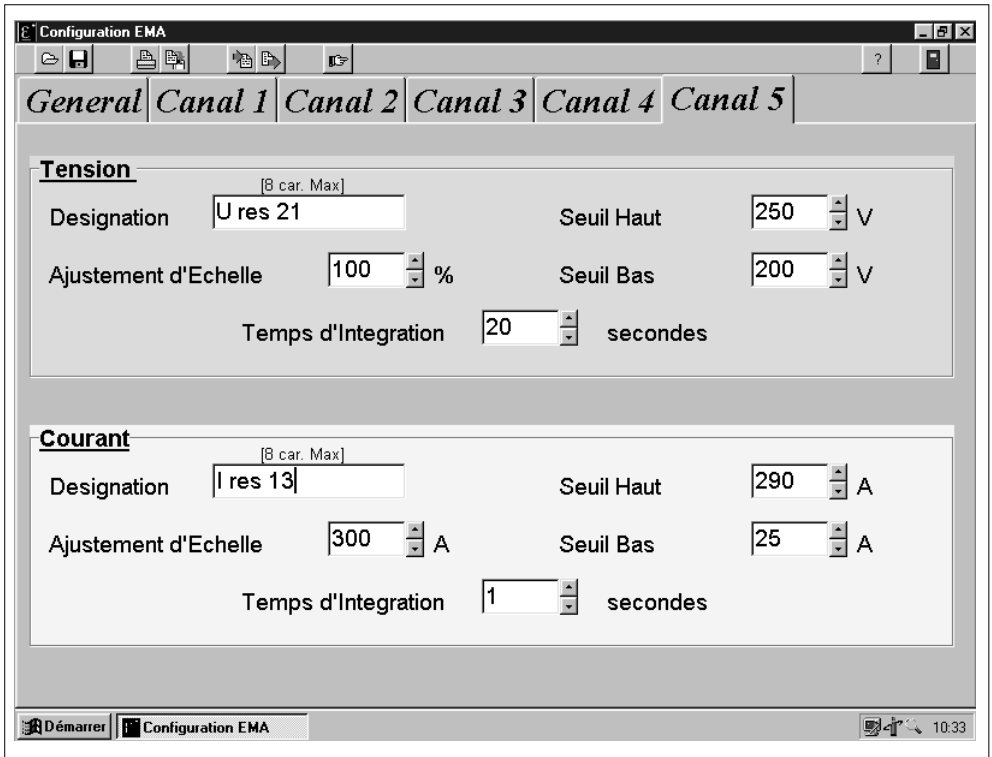 Configuration EMA
?
General Canal 1 Canal 2 Canal 3 Canal 4 Canal 5
Tension
[8 car. Max]
Designation U res 21 Seuil Haut 250 V
Ajustement d'Echelle 100 % Seuil Bas 200 V
Temps d'Integration 20 secondes
Courant
[8 car. Max]
Designation I res 13 Seuil Haut 290 A
Ajustement d'Echelle 300 A Seuil Bas 25 A
Temps d'Integration 1 secondes
Démarrer Configuration EMA 10:33